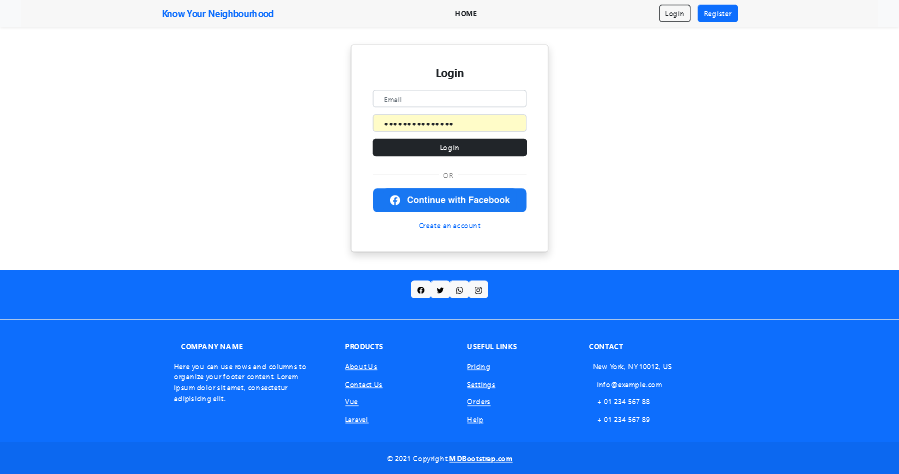 Know Your Neighbourhood
HOME
Login
Register
Login
Email
Login
OR
Continue with Facebook
Create an account
COMPANY NAME
Here you can use rows and columns to
organize your footer content. Lorem
ipsum dolor sit amet, consectetur
adipisicing elit.
PRODUCTS
About Us
Contact Us
Vue
Laravel
USEFUL LINKS
Pricing
Settings
Orders
Help
CONTACT
New York, NY 10012, US
info@example.com
+ 01 234 567 88
+ 01 234 567 89
© 2021 Copyright:MDBootstrap.com